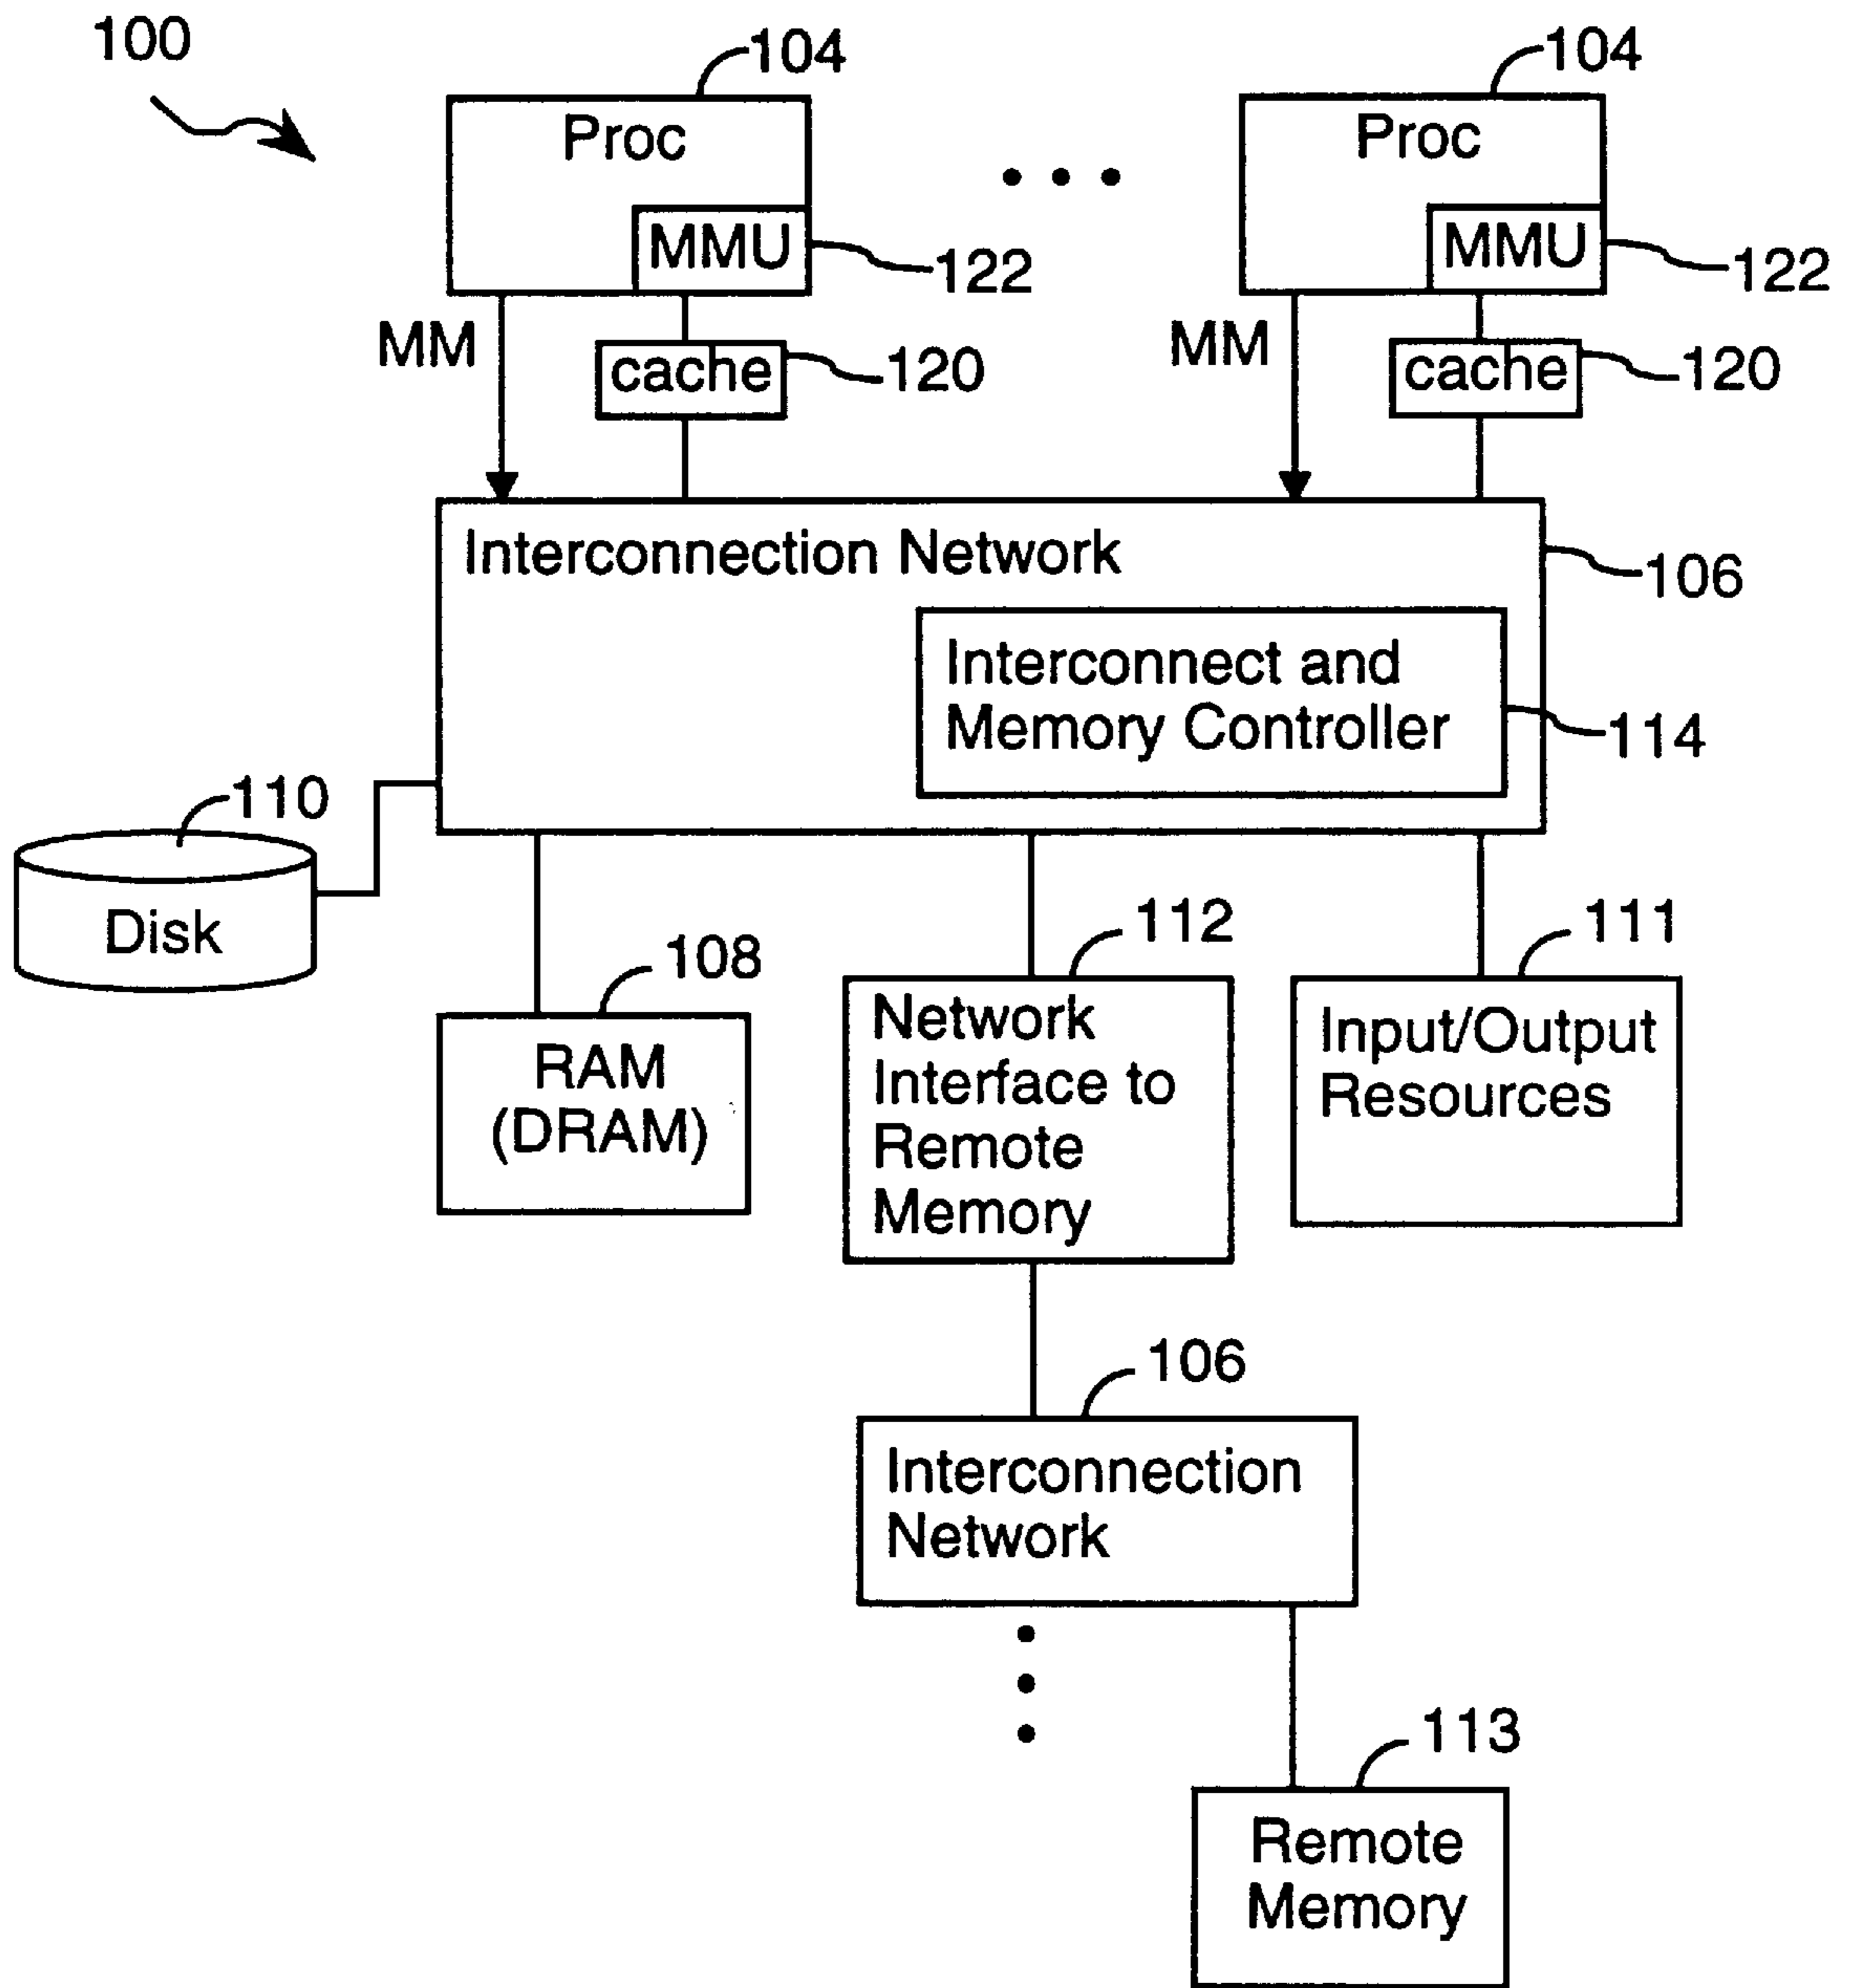 100
104
104
Proc
Proc
MMU
MMU
122
122
MM
MM
cache
cache
120
120
Interconnection Network
106
Interconnect and
Memory Controller
114
110
Disk
112
111
108
Network
Interface to
Remote
Memory
Input/Output
Resources
RAM
(DRAM)
106
Interconnection
Network
113
Remote
Memory